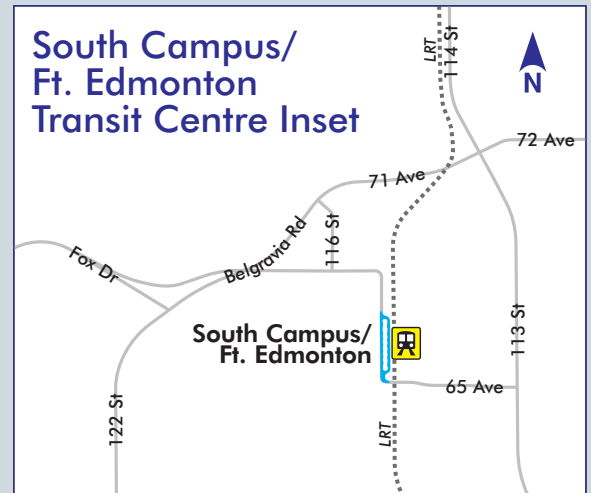 South Campus/
Ft. Edmonton
Transit Centre Inset
N
LRT
114 St
72 Ave
71 Ave
116 St
Belgravia Rd
Fox Dr
South Campus/
Ft. Edmonton
113 St
65 Ave
122 St
LRT